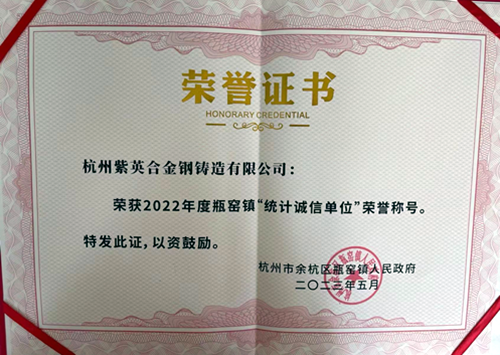 荣誉证书
HONORARY CREDENTIAL
杭州紫英合金钢铸造有限公司：
荣获2022年度瓶窑镇“统计诚信单位”荣誉称号。
特发此证，以资鼓励。
杭州市余杭区瓶窑镇人民政府
二〇二三年五月